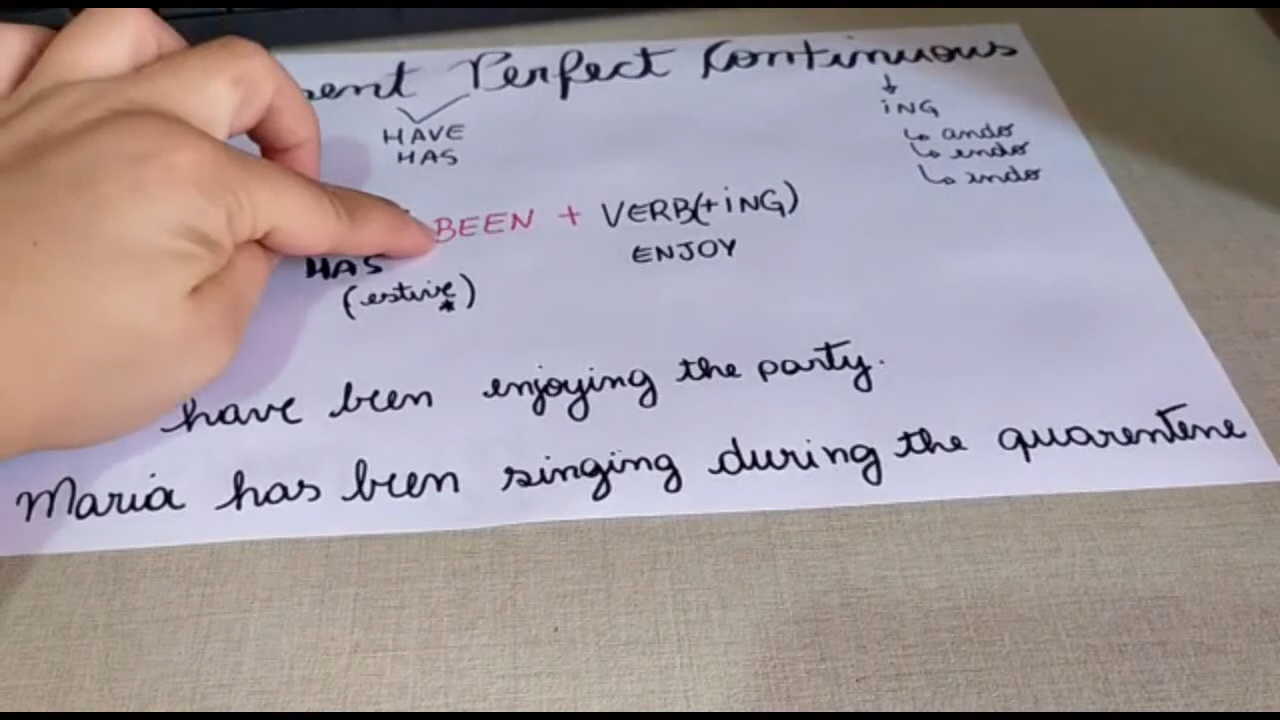 sent Perfect Continuous
HAVE
HAS
ING
ando
endo
indo
BEEN + VERB(+ING)
HAS
ENJOY
(estive*)
have been enjoying the party.
Maria has been singing during the quarentene